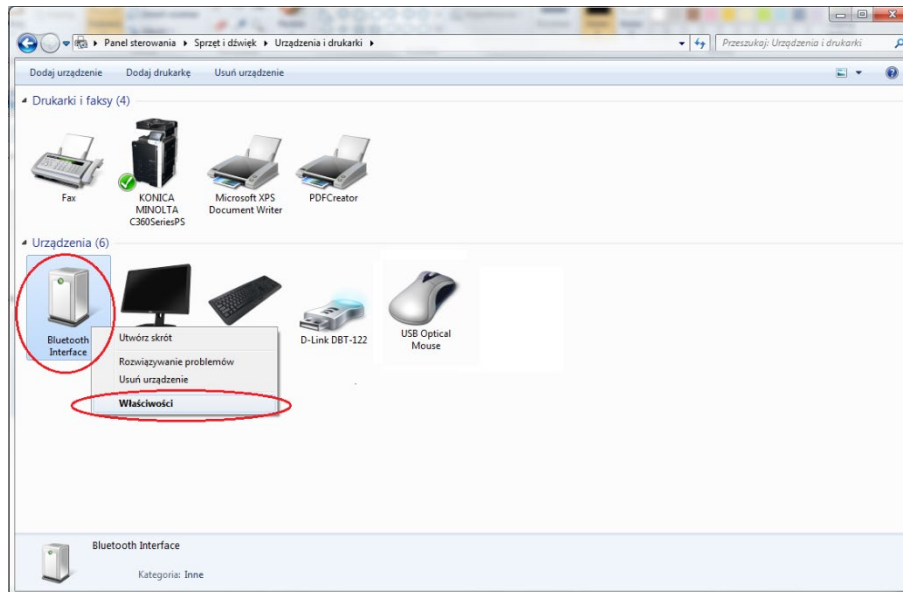 Panel sterowania ▸ Sprzęt i dźwięk ▸ Urządzenia i drukarki ▸
Przeszukaj: Urządzenia i drukarki
Dodaj urządzenie Dodaj drukarkę Usuń urządzenie
Drukarki i faksy (4)
Fax
KONICA
MINOLTA
C360SeriesPS
Microsoft XPS
Document Writer
PDFCreator
Urządzenia (6)
Bluetooth
Interface
D-Link DBT-122
USB Optical
Mouse
Utwórz skrót
Rozwiązywanie problemów
Usuń urządzenie
Właściwości
Bluetooth Interface
Kategoria: Inne